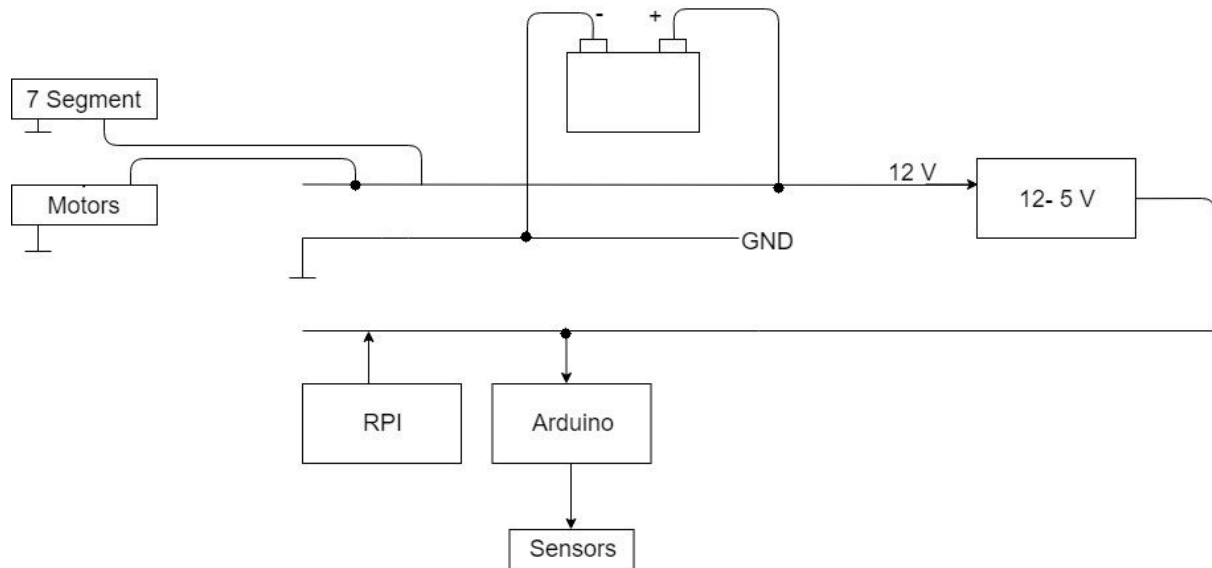 - +
7 Segment
12 V
12- 5 V
Motors
GND
RPI
Arduino
Sensors